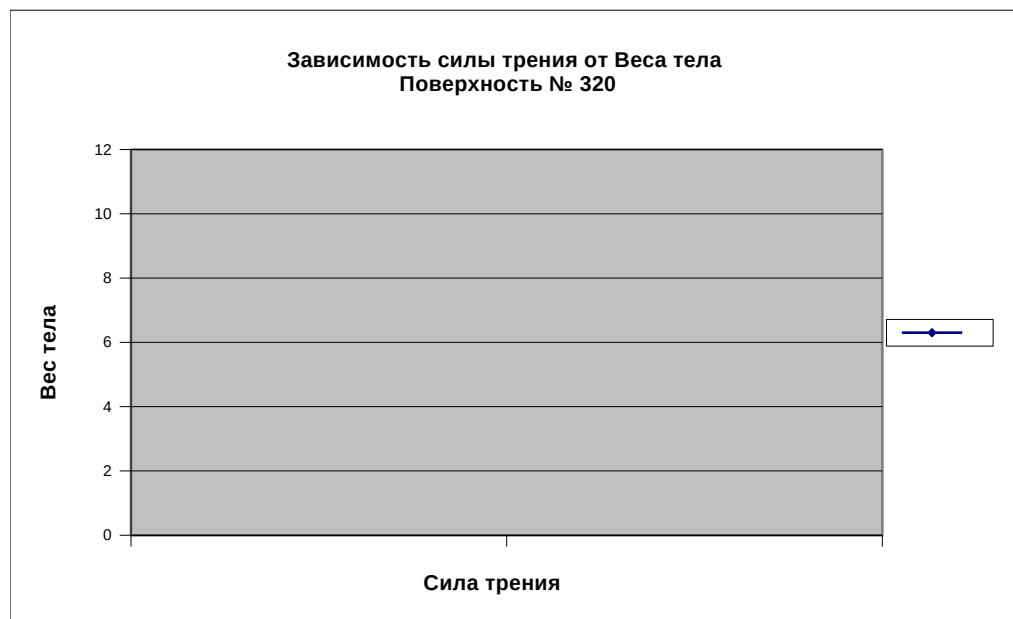 Зависимость силы трения от Веса тела
Поверхность № 320
12
10
8
6
4
2
0
Вес тела
Сила трения